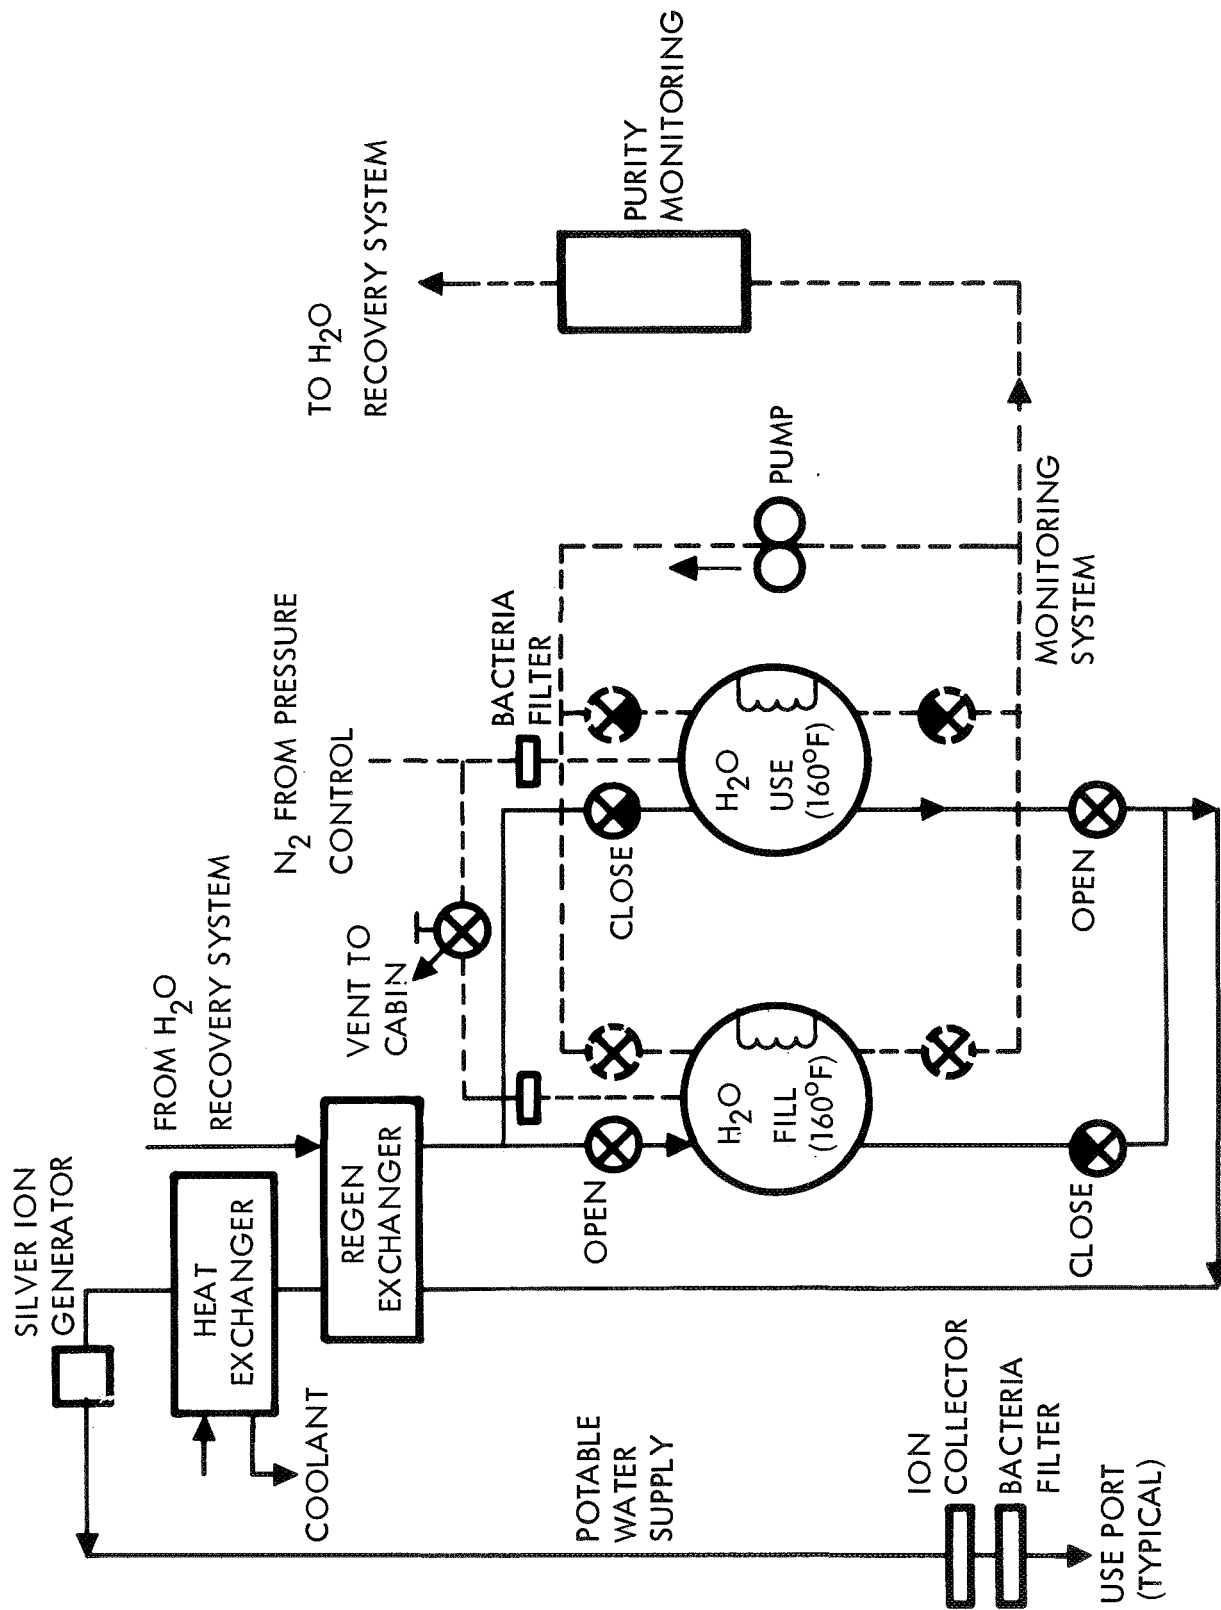 SILVER ION
GENERATOR
HEAT
EXCHANGER
COOLANT
FROM H2O
RECOVERY SYSTEM
REGEN
EXCHANGER
VENT TO
CABIN
N2 FROM PRESSURE
CONTROL
TO H2O
RECOVERY SYSTEM
BACTERIA
FILTER
OPEN
CLOSE
H2O
FILL
(160°F)
H2O
USE
(160°F)
PUMP
PURITY
MONITORING
POTABLE
WATER
SUPPLY
CLOSE
OPEN
MONITORING
SYSTEM
ION
COLLECTOR
BACTERIA
FILTER
USE PORT
(TYPICAL)